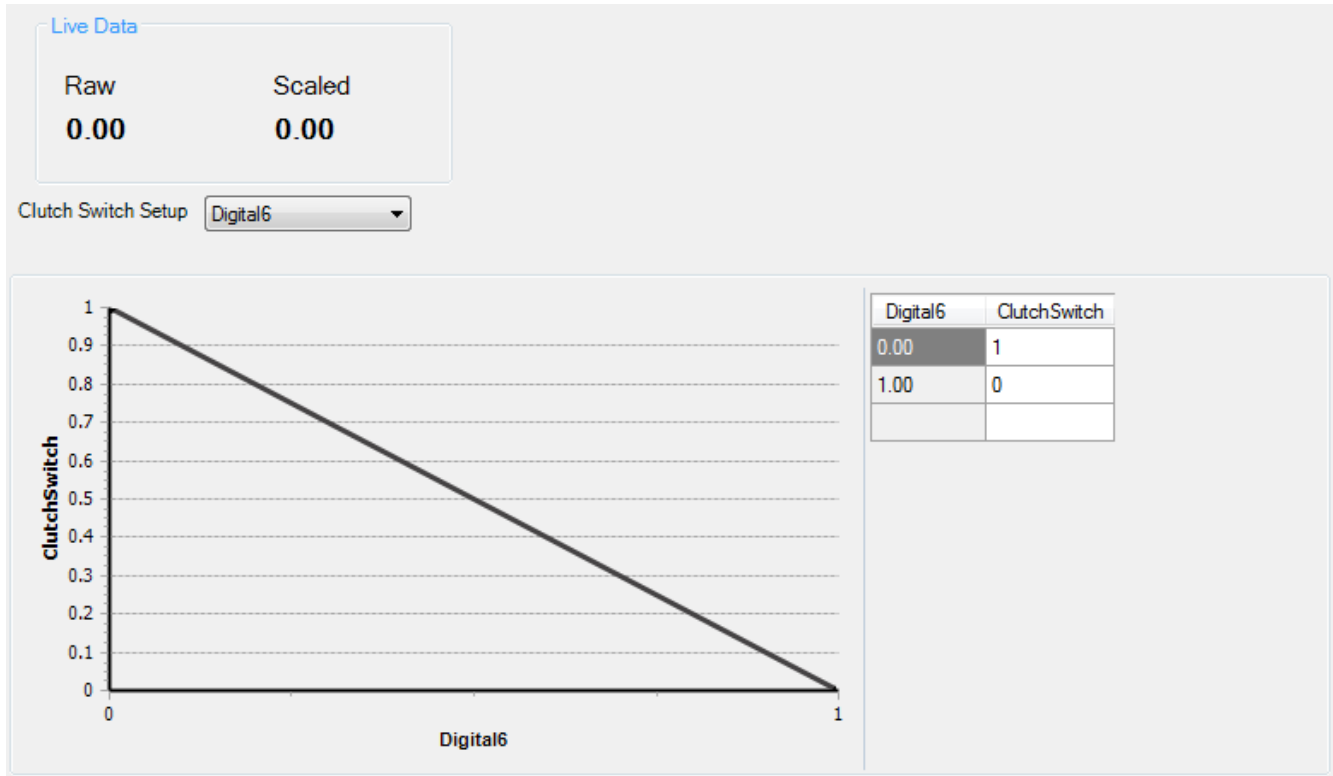 Live Data
Raw Scaled
0.00 0.00
Clutch Switch Setup Digital6
1
0.9
0.8
0.7
0.6
0.5
0.4
0.3
0.2
0.1
0
ClutchSwitch
0 1
Digital6
Digital6 ClutchSwitch
0.00 1
1.00 0